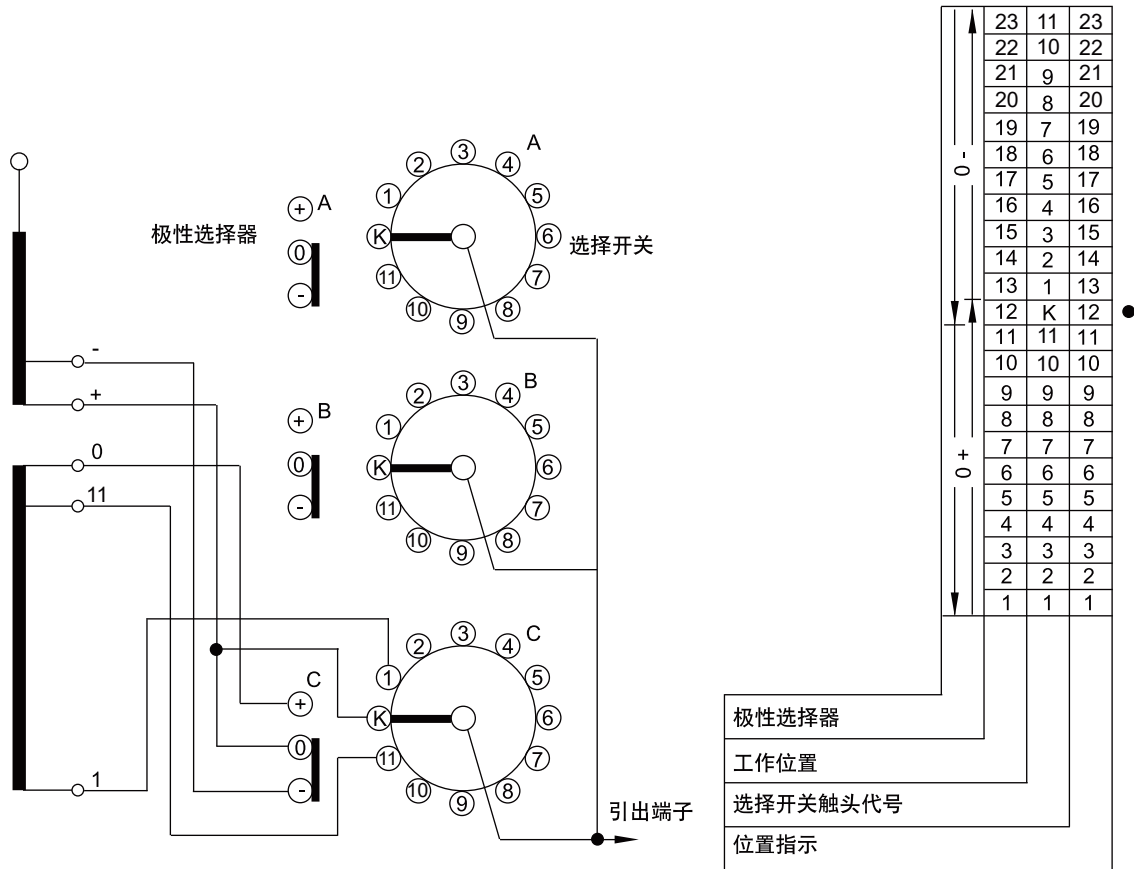 23 11 23
22 10 22
21 9 21
20 8 20
19 7 19
18 6 18
17 5 17
16 4 16
15 3 15
14 2 14
13 1 13
12 K 12
11 11 11
10 10 10
9 9 9
8 8 8
7 7 7
6 6 6
5 5 5
4 4 4
3 3 3
2 2 2
1 1 1
0 -
0 +
极性选择器
工作位置
选择开关触头代号
位置指示
极性选择器
+ A
0
-
A
K 1 2 3 4 5 6 7 8 9 10 11
选择开关
+ B
0
-
B
K 1 2 3 4 5 6 7 8 9 10 11
C
+
0
-
C
K 1 2 3 4 5 6 7 8 9 10 11
引出端子
-
+
0
11
1